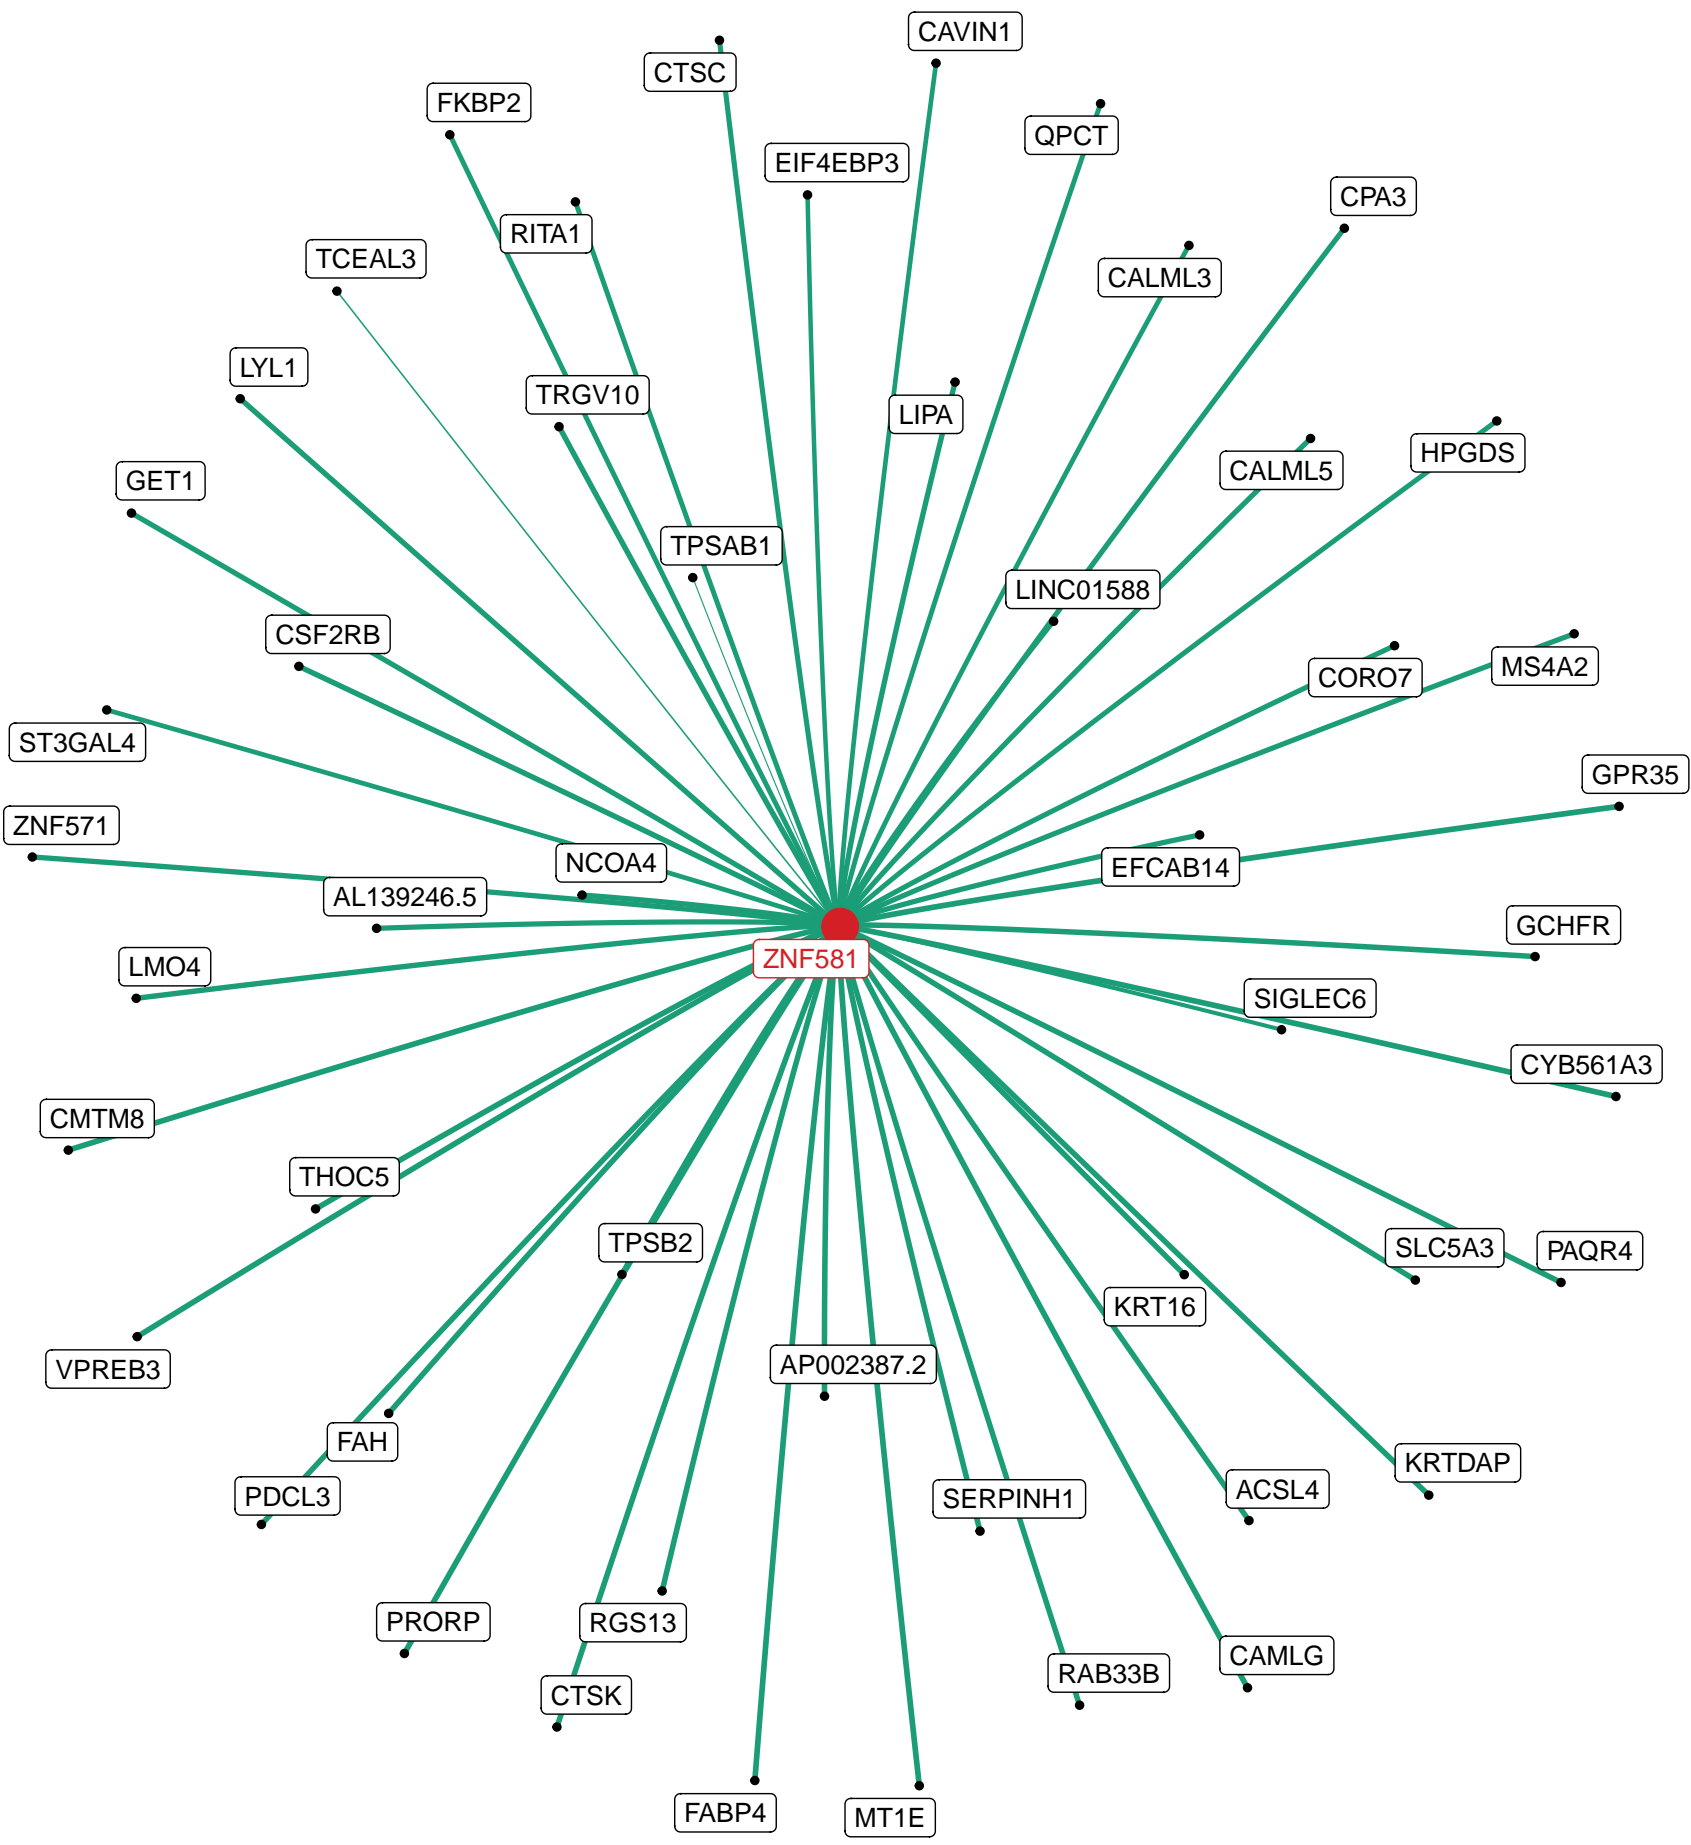 CAVIN1
CTSC
FKBP2
QPCT
EIF4EBP3
CPA3
RITA1
TCEAL3
CALML3
LYL1
TRGV10
LIPA
HPGDS
CALML5
GET1
TPSAB1
LINC01588
CSF2RB
MS4A2
CORO7
ST3GAL4
GPR35
ZNF571
NCOA4
EFCAB14
AL139246.5
GCHFR
ZNF581
LMO4
SIGLEC6
CYB561A3
CMTM8
THOC5
TPSB2
SLC5A3
PAQR4
KRT16
AP002387.2
VPREB3
FAH
KRTDAP
ACSL4
PDCL3
SERPINH1
PRORP
RGS13
CAMLG
RAB33B
CTSK
FABP4
MT1E